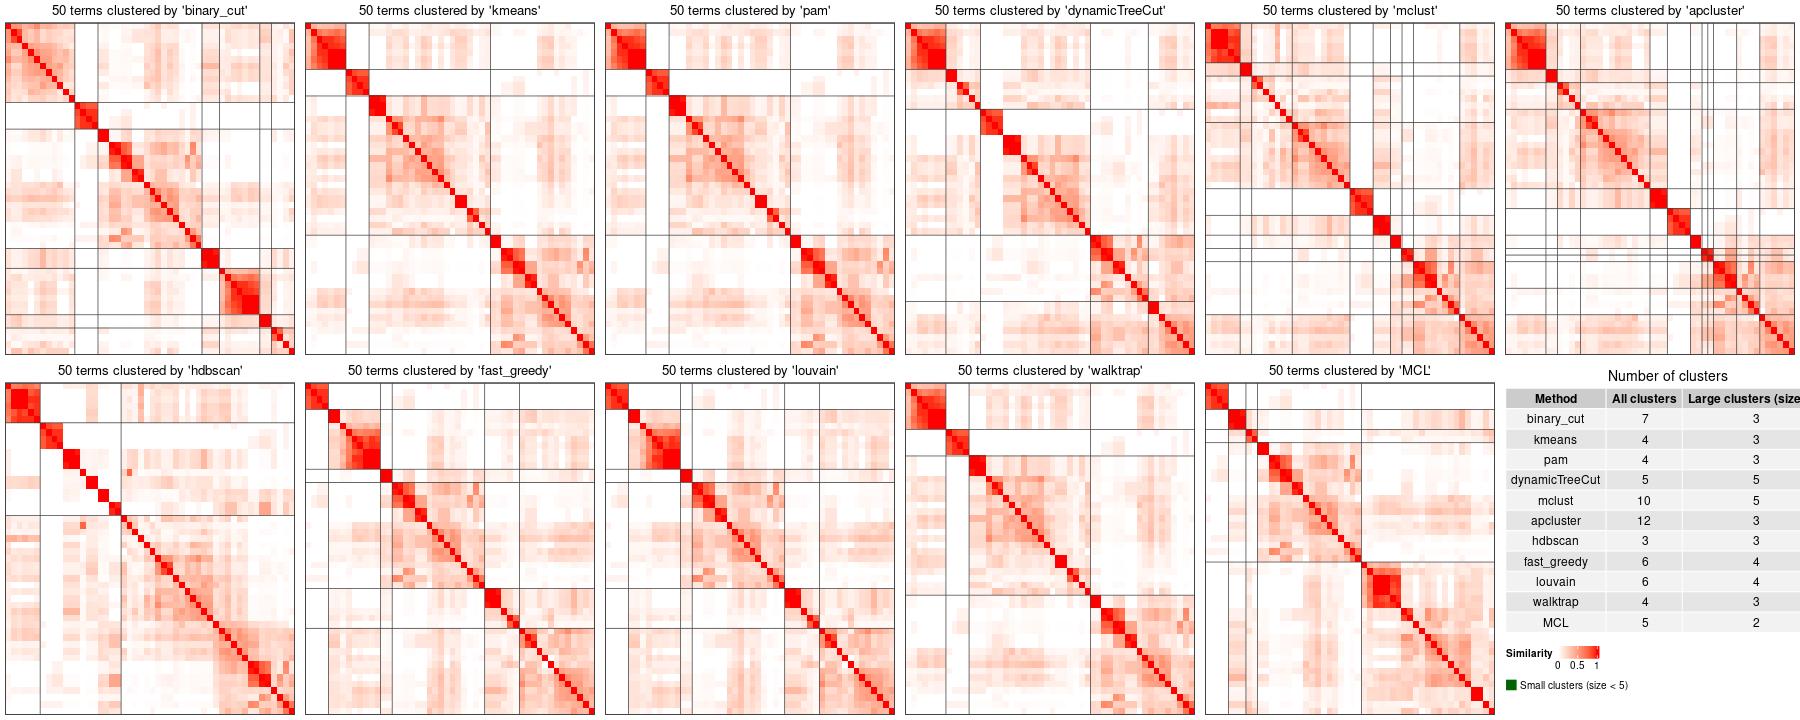 50 terms clustered by 'binary_cut'
50 terms clustered by 'kmeans'
50 terms clustered by 'pam'
50 terms clustered by 'dynamicTreeCut'
50 terms clustered by 'mclust'
50 terms clustered by 'apcluster'
50 terms clustered by 'hdbscan'
50 terms clustered by 'fast_greedy'
50 terms clustered by 'louvain'
50 terms clustered by 'walktrap'
50 terms clustered by 'MCL'
Number of clusters
Method All clusters Large clusters (size
binary_cut 7 3
kmeans 4 3
pam 4 3
dynamicTreeCut 5 5
mclust 10 5
apcluster 12 3
hdbscan 3 3
fast_greedy 6 4
louvain 6 4
walktrap 4 3
MCL 5 2
Similarity
0 0.5 1
Small clusters (size < 5)